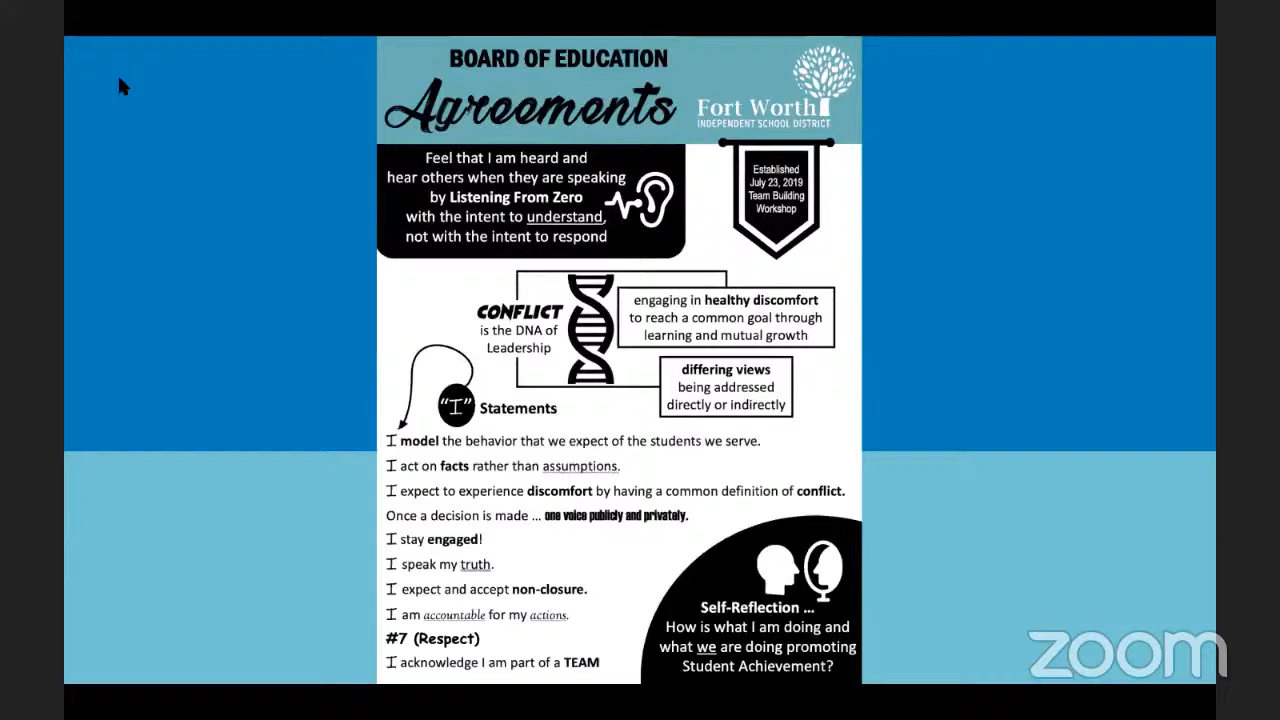 BOARD OF EDUCATION
Agreements
Fort Worth
INDEPENDENT SCHOOL DISTRICT
Feel that I am heard and
hear others when they are speaking
by Listening From Zero
with the intent to understand,
not with the intent to respond
Established
July 23, 2019
Team Building
Workshop
CONFLICT
is the DNA of
Leadership
engaging in healthy discomfort
to reach a common goal through
learning and mutual growth
differing views
being addressed
directly or indirectly
"I" Statements
I model the behavior that we expect of the students we serve.
I act on facts rather than assumptions.
I expect to experience discomfort by having a common definition of conflict.
Once a decision is made ... one voice publicly and privately.
I stay engaged!
I speak my truth.
I expect and accept non-closure.
I am accountable for my actions.
#7 (Respect)
I acknowledge I am part of a TEAM
Self-Reflection ...
How is what I am doing and
what we are doing promoting
Student Achievement?
zoom